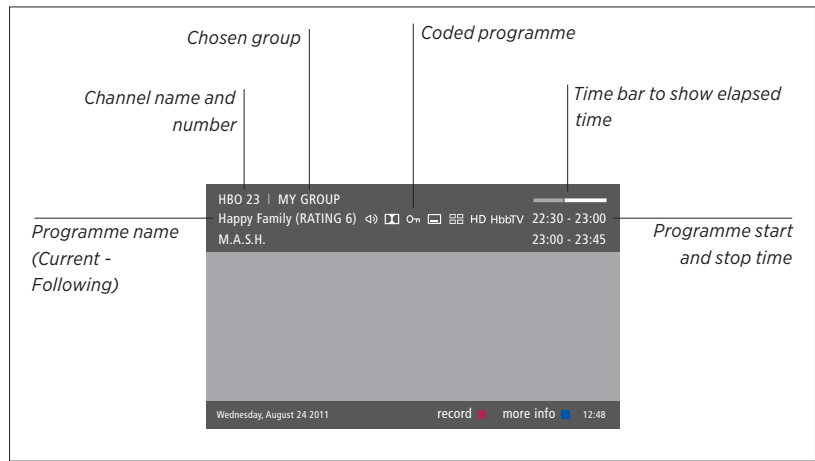 Chosen group
Coded programme
Channel name and
number
Time bar to show elapsed
time
HBO 23 | MY GROUP
Happy Family (RATING 6) HD HbbTV 22:30 - 23:00
M.A.S.H. 23:00 - 23:45
Programme name
(Current -
Following)
Programme start
and stop time
Wednesday, August 24 2011 record more info 12:48